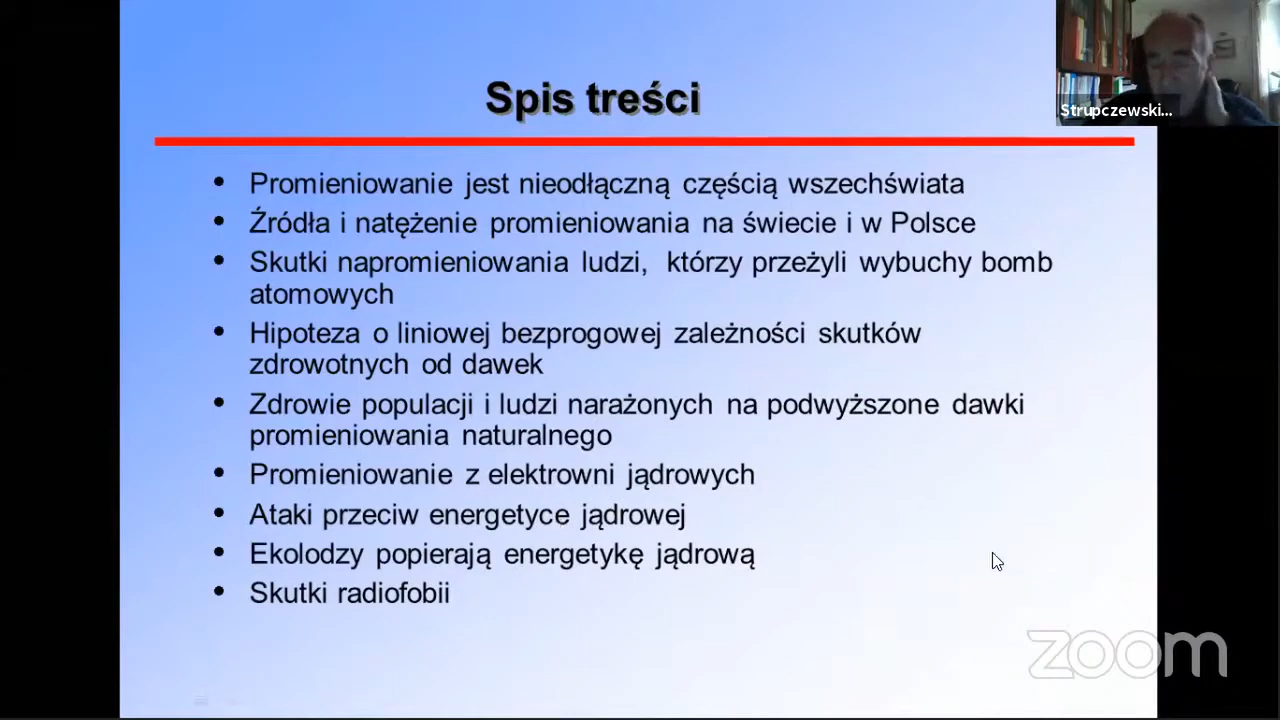 Spis treści
Strupczewski...
• Promieniowanie jest nieodłączną częścią wszechświata
• Źródła i natężenie promieniowania na świecie i w Polsce
• Skutki napromieniowania ludzi, którzy przeżyli wybuchy bomb
atomowych
• Hipoteza o liniowej bezprogowej zależności skutków
zdrowotnych od dawek
• Zdrowie populacji i ludzi narażonych na podwyższone dawki
promieniowania naturalnego
• Promieniowanie z elektrowni jądrowych
• Ataki przeciw energetyce jądrowej
• Ekolodzy popierają energetykę jądrową
• Skutki radiofobii
zoom